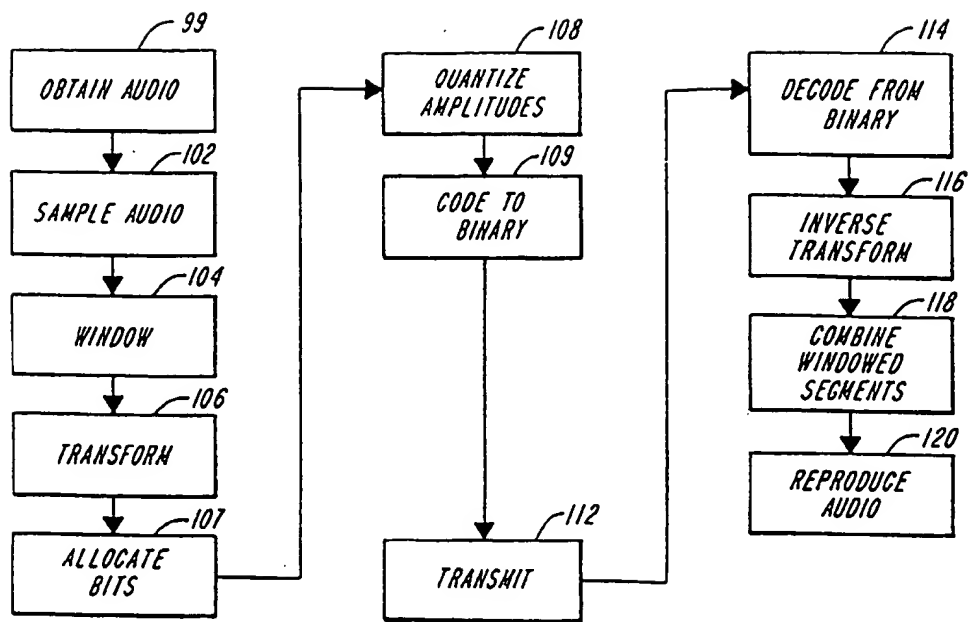 99
OBTAIN AUDIO
102
SAMPLE AUDIO
104
WINDOW
106
TRANSFORM
107
ALLOCATE
BITS
108
QUANTIZE
AMPLITUDES
109
CODE TO
BINARY
112
TRANSMIT
114
DECODE FROM
BINARY
116
INVERSE
TRANSFORM
118
COMBINE
WINDOWED
SEGMENTS
120
REPRODUCE
AUDIO